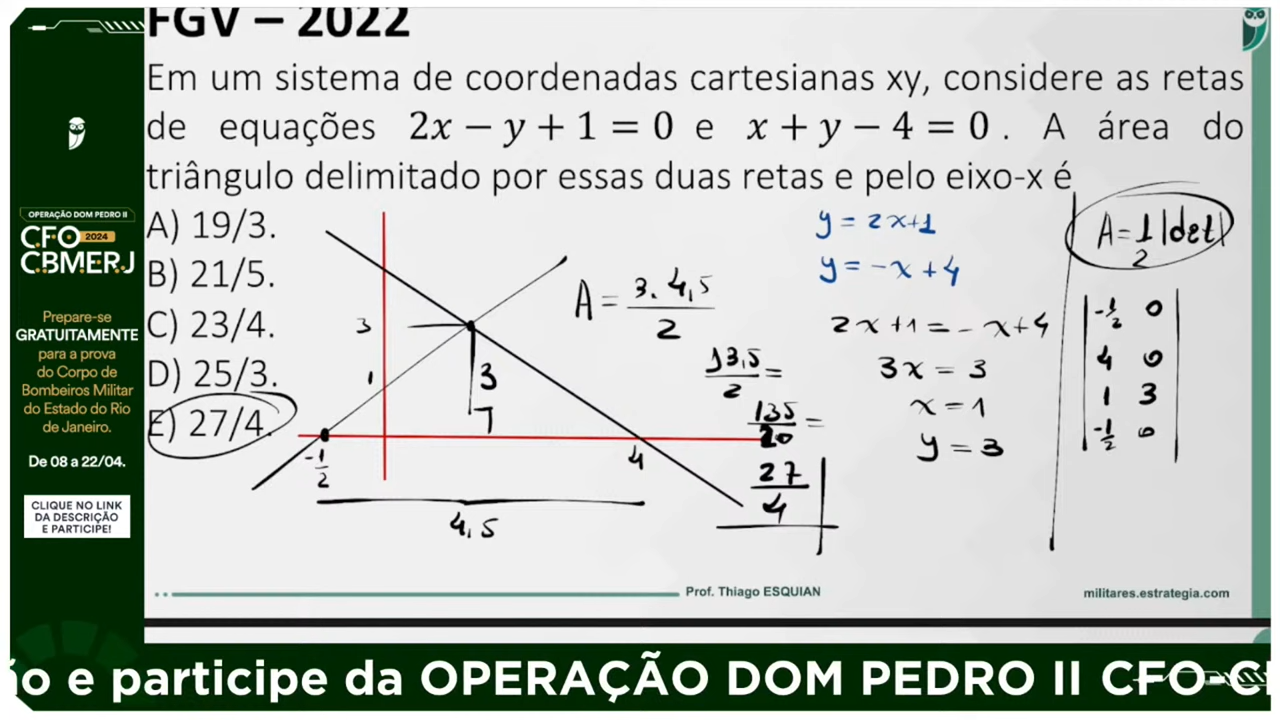 FGV – 2022
Em um sistema de coordenadas cartesianas xy, considere as retas
de equações 2x − y + 1 = 0 e x + y − 4 = 0 . A área do
triângulo delimitado por essas duas retas e pelo eixo-x é
A) 19/3.
B) 21/5.
C) 23/4.
D) 25/3.
E) 27/4.
3
1
-1/2
4
4,5
3
A = 3.4,5/2
13,5/2 =
135/20 =
27/4
y = 2x+1
y = -x+4
2x+1 = -x+4
3x = 3
x = 1
y = 3
A = 1/2 |det|
-1/2 0
4 0
1 3
-1/2 0
OPERAÇÃO DOM PEDRO II
CFO 2024
CBMERJ
Prepare-se
GRATUITAMENTE
para a prova
do Corpo de
Bombeiros Militar
do Estado do Rio
de Janeiro.
De 08 a 22/04.
CLIQUE NO LINK
DA DESCRIÇÃO
E PARTICIPE!
Prof. Thiago ESQUIAN
militares.estrategia.com
e participe da OPERAÇÃO DOM PEDRO II